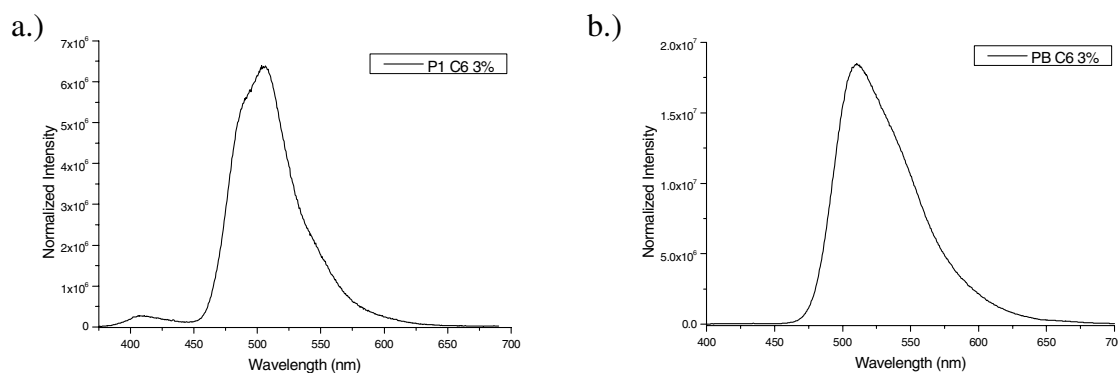 a.)
7x10⁶
6x10⁶
5x10⁶
4x10⁶
3x10⁶
2x10⁶
1x10⁶
0
Normalized Intensity
P1 C6 3%
400 450 500 550 600 650 700
Wavelength (nm)
b.)
2.0x10⁷
1.5x10⁷
1.0x10⁷
5.0x10⁶
0.0
Normalized Intensity
PB C6 3%
400 450 500 550 600 650 70
Wavelength (nm)